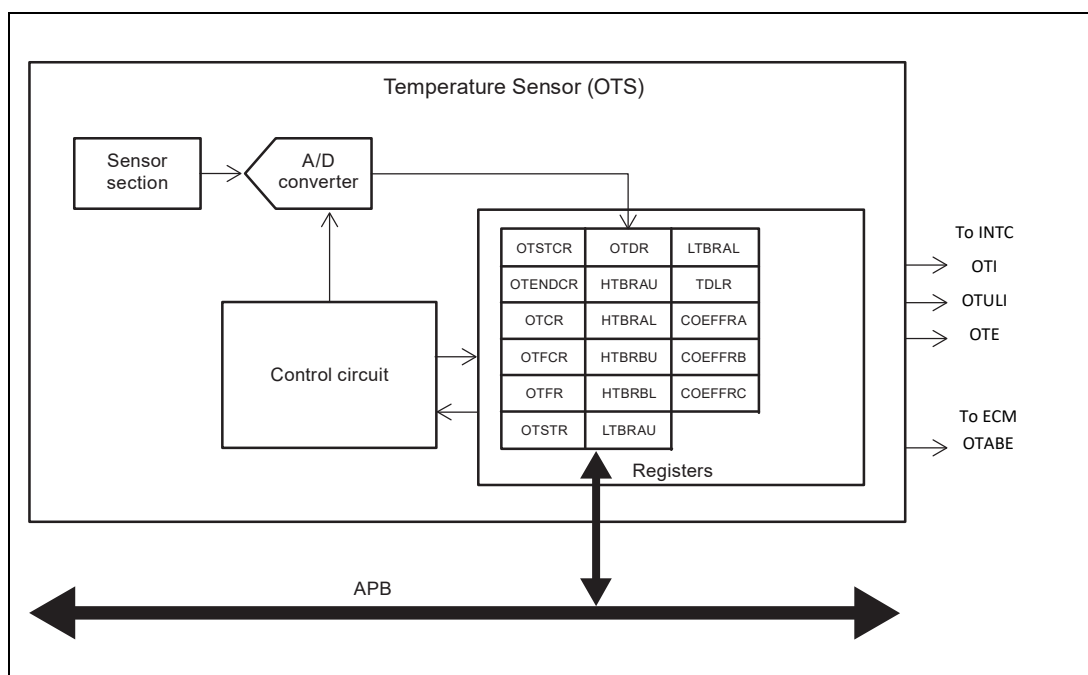 Temperature Sensor (OTS)
Sensor
section
A/D
converter
Control circuit
OTSTCR OTDR LTBRAL
OTENDCR HTBRAU TDLR
OTCR HTBRAL COEFFRA
OTFCR HTBRBU COEFFRB
OTFR HTBRBL COEFFRC
OTSTR LTBRAU
Registers
To INTC
OTI
OTULI
OTE
To ECM
OTABE
APB